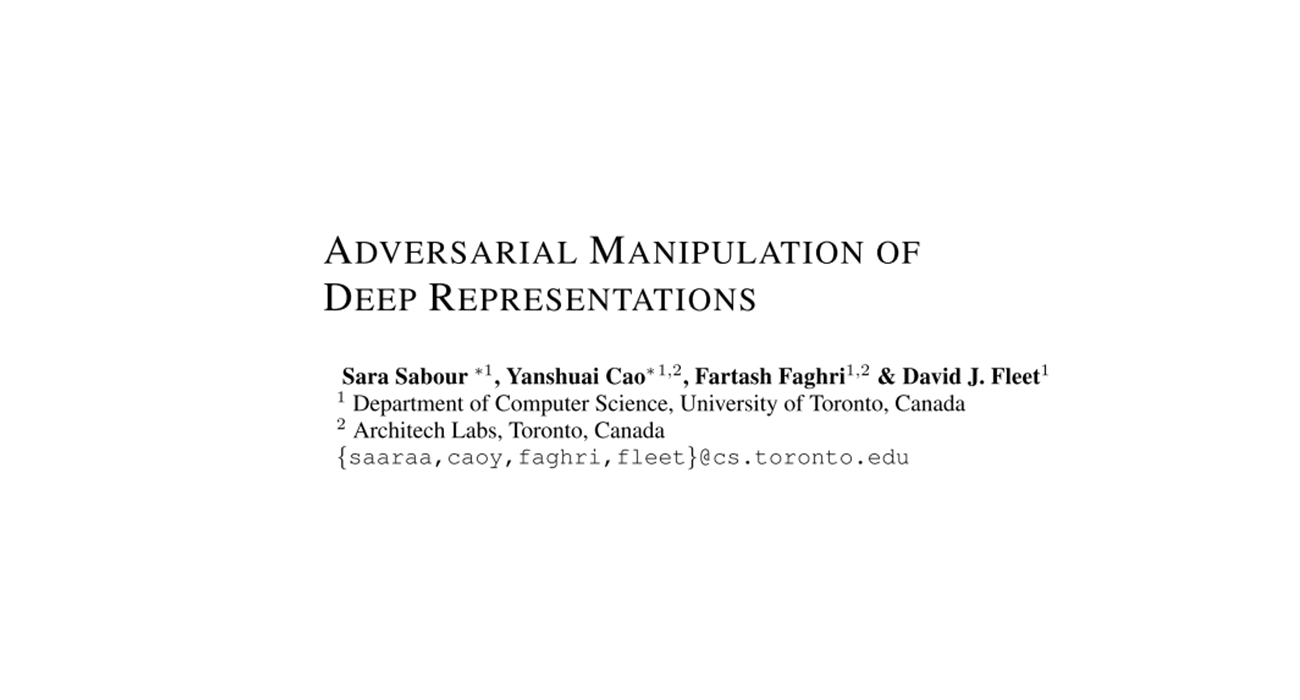 ADVERSARIAL MANIPULATION OF
DEEP REPRESENTATIONS
Sara Sabour *1, Yanshuai Cao*1,2, Fartash Faghri1,2 & David J. Fleet1
1 Department of Computer Science, University of Toronto, Canada
2 Architech Labs, Toronto, Canada
{saaraa,caoy,faghri,fleet}@cs.toronto.edu